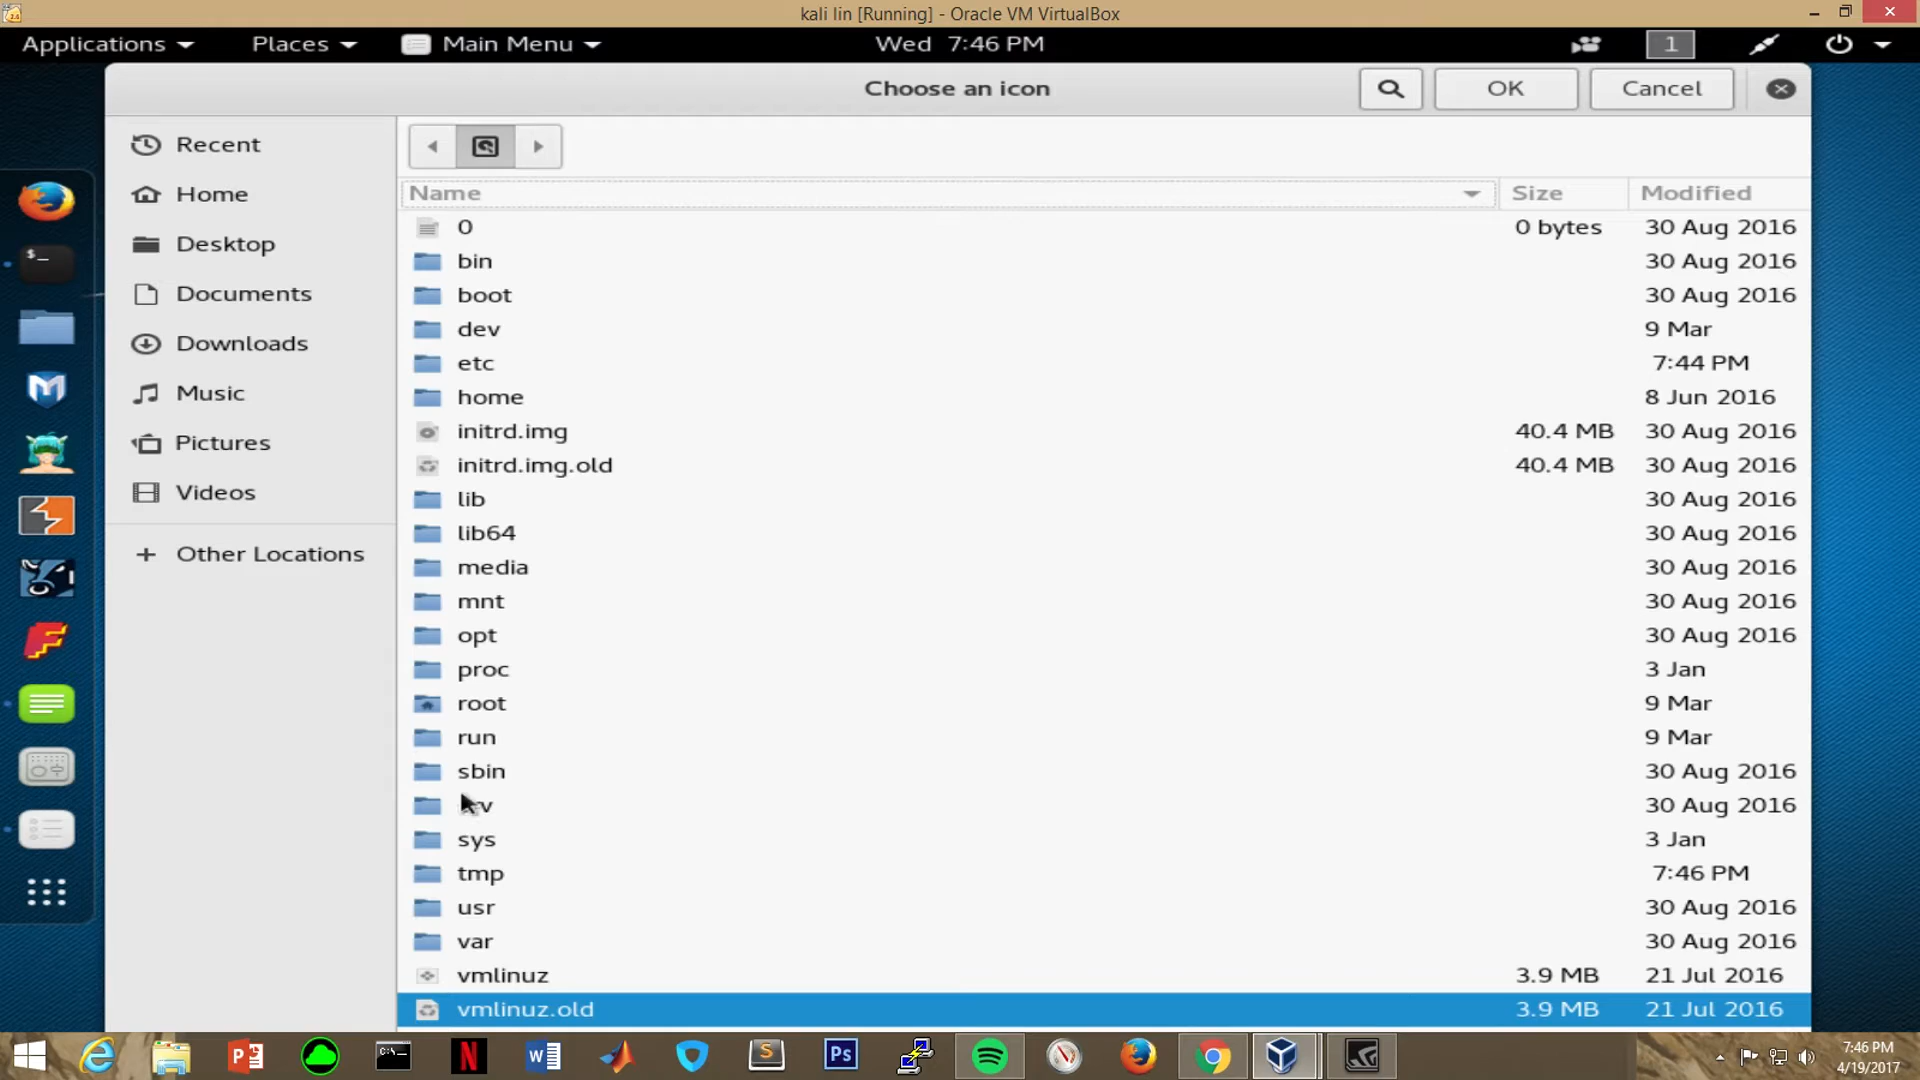 kali lin [Running] - Oracle VM VirtualBox
Applications Places Main Menu Wed 7:46 PM 1
Choose an icon OK Cancel
Recent
Home
Desktop
Documents
Downloads
Music
Pictures
Videos
+ Other Locations
Name Size Modified
0 0 bytes 30 Aug 2016
bin 30 Aug 2016
boot 30 Aug 2016
dev 9 Mar
etc 7:44 PM
home 8 Jun 2016
initrd.img 40.4 MB 30 Aug 2016
initrd.img.old 40.4 MB 30 Aug 2016
lib 30 Aug 2016
lib64 30 Aug 2016
media 30 Aug 2016
mnt 30 Aug 2016
opt 30 Aug 2016
proc 3 Jan
root 9 Mar
run 9 Mar
sbin 30 Aug 2016
30 Aug 2016
sys 3 Jan
tmp 7:46 PM
usr 30 Aug 2016
var 30 Aug 2016
vmlinuz 3.9 MB 21 Jul 2016
vmlinuz.old 3.9 MB 21 Jul 2016
7:46 PM
4/19/2017